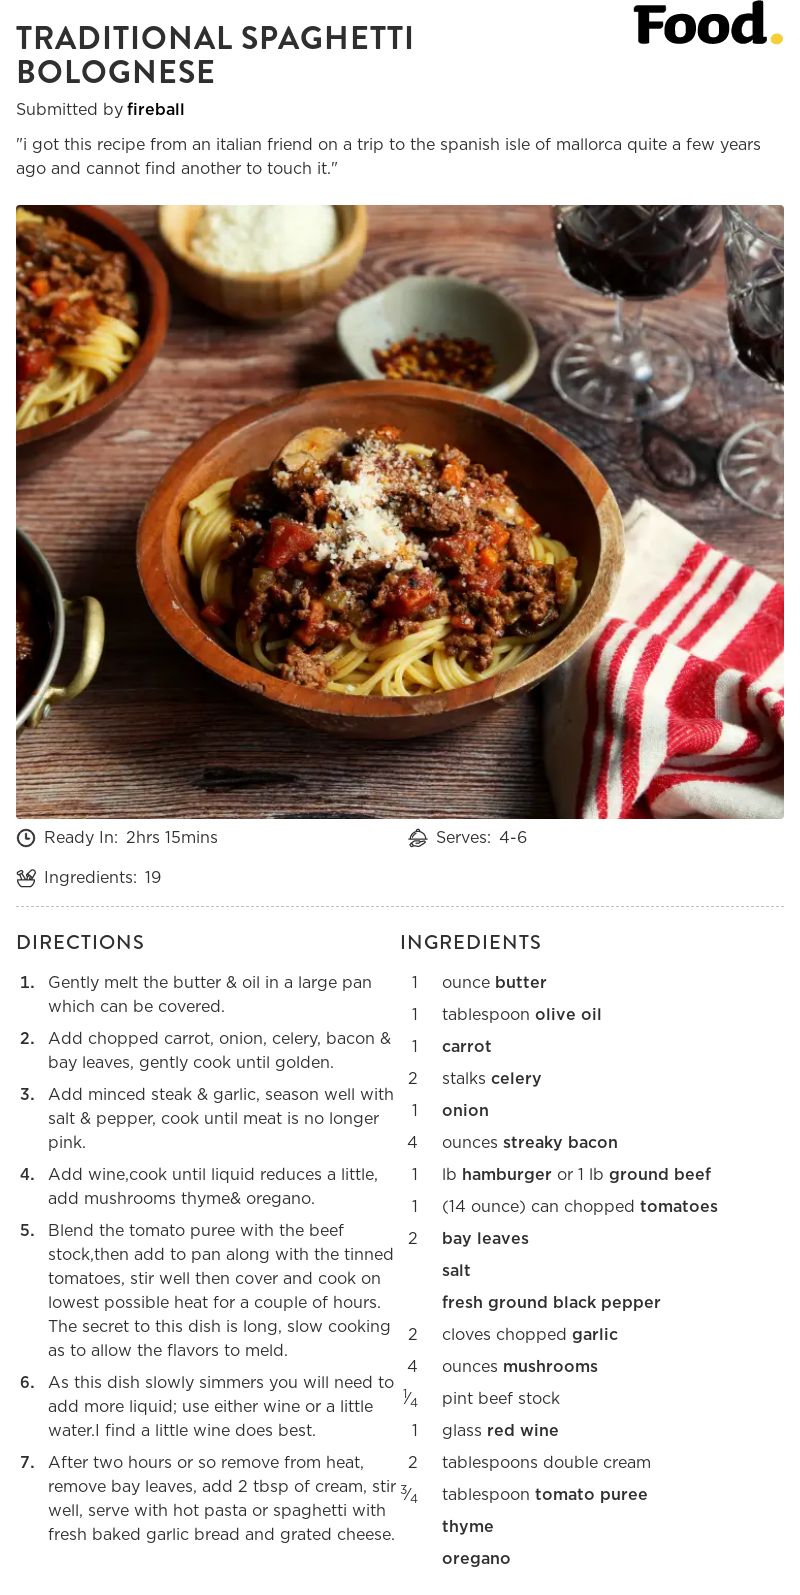 TRADITIONAL SPAGHETTI
BOLOGNESE
Food.
Submitted by fireball
"i got this recipe from an italian friend on a trip to the spanish isle of mallorca quite a few years
ago and cannot find another to touch it."
Ready In: 2hrs 15mins
Serves: 4-6
Ingredients: 19
DIRECTIONS
1. Gently melt the butter & oil in a large pan
which can be covered.
2. Add chopped carrot, onion, celery, bacon &
bay leaves, gently cook until golden.
3. Add minced steak & garlic, season well with
salt & pepper, cook until meat is no longer
pink.
4. Add wine,cook until liquid reduces a little,
add mushrooms thyme& oregano.
5. Blend the tomato puree with the beef
stock,then add to pan along with the tinned
tomatoes, stir well then cover and cook on
lowest possible heat for a couple of hours.
The secret to this dish is long, slow cooking
as to allow the flavors to meld.
6. As this dish slowly simmers you will need to
add more liquid; use either wine or a little
water.I find a little wine does best.
7. After two hours or so remove from heat,
remove bay leaves, add 2 tbsp of cream, stir
well, serve with hot pasta or spaghetti with
fresh baked garlic bread and grated cheese.
INGREDIENTS
1 ounce butter
1 tablespoon olive oil
1 carrot
2 stalks celery
1 onion
4 ounces streaky bacon
1 lb hamburger or 1 lb ground beef
1 (14 ounce) can chopped tomatoes
2 bay leaves
salt
fresh ground black pepper
2 cloves chopped garlic
4 ounces mushrooms
1⁄4 pint beef stock
1 glass red wine
2 tablespoons double cream
3⁄4 tablespoon tomato puree
thyme
oregano